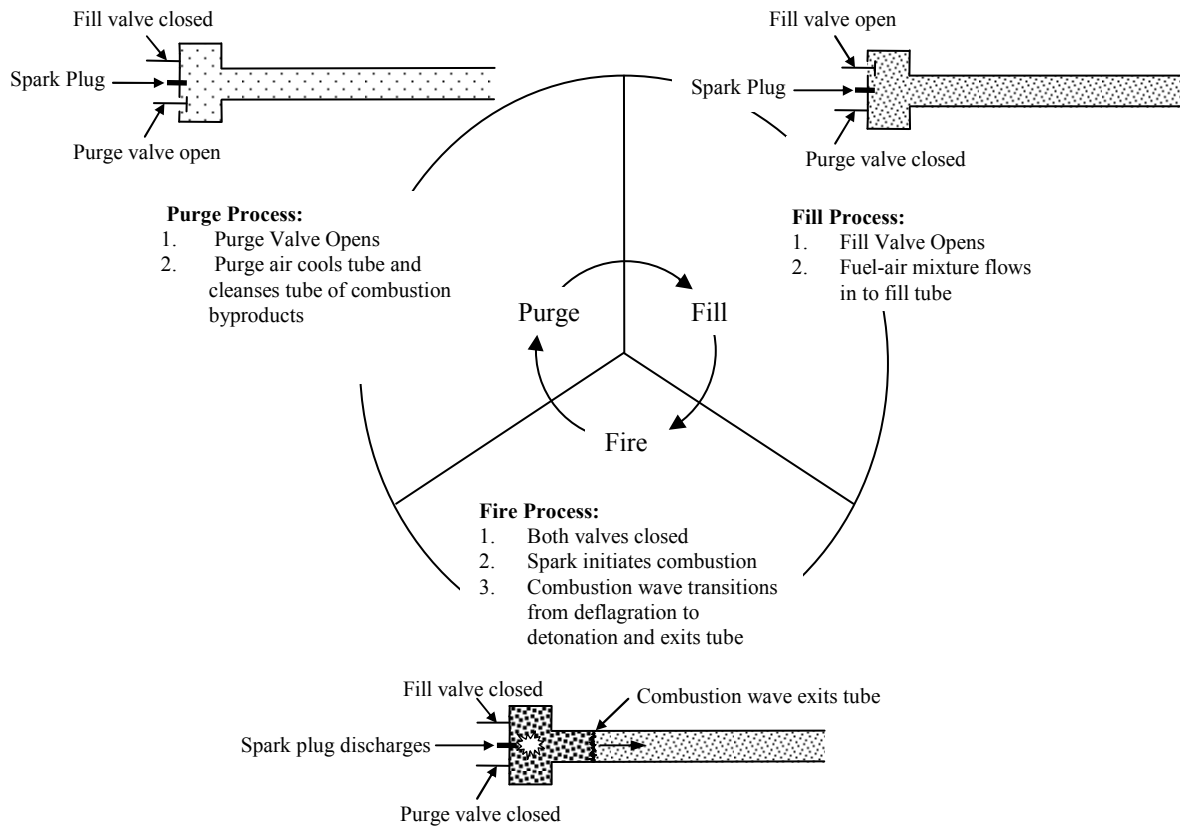 Fill valve closed
Spark Plug
Purge valve open
Fill valve open
Spark Plug
Purge valve closed
Purge Process:
1. Purge Valve Opens
2. Purge air cools tube and
cleanses tube of combustion
byproducts
Fill Process:
1. Fill Valve Opens
2. Fuel-air mixture flows
in to fill tube
Purge
Fill
Fire
Fire Process:
1. Both valves closed
2. Spark initiates combustion
3. Combustion wave transitions
from deflagration to
detonation and exits tube
Fill valve closed
Combustion wave exits tube
Spark plug discharges
Purge valve closed